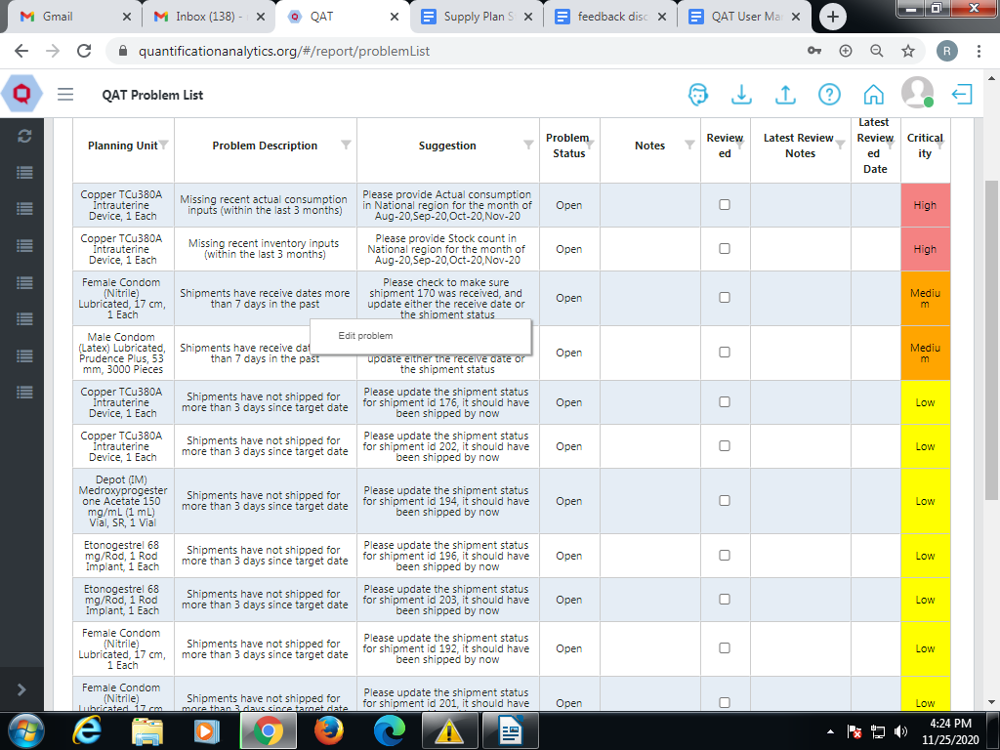 Gmail
Inbox (138) -
QAT
Supply Plan S
feedback disc
QAT User Ma
quantificationanalytics.org/#/report/problemList
R
QAT Problem List
Planning Unit
Problem Description
Suggestion
Problem
Status
Notes
Review
ed
Latest Review
Notes
Latest
Review
ed
Date
Critical
ity
Copper TCu380A
Intrauterine
Device, 1 Each
Missing recent actual consumption
inputs (within the last 3 months)
Please provide Actual consumption
in National region for the month of
Aug-20,Sep-20,Oct-20,Nov-20
Open
High
Copper TCu380A
Intrauterine
Device, 1 Each
Missing recent inventory inputs
(within the last 3 months)
Please provide Stock count in
National region for the month of
Aug-20,Sep-20,Oct-20,Nov-20
Open
High
Female Condom
(Nitrile)
Lubricated, 17 cm,
1 Each
Shipments have receive dates more
than 7 days in the past
Please check to make sure
shipment 170 was received, and
update either the receive date or
the shipment status
Open
Mediu
m
Edit problem
Male Condom
(Latex) Lubricated,
Prudence Plus, 53
mm, 3000 Pieces
Shipments have receive dat
than 7 days in the past
update either the receive date or
the shipment status
Open
Mediu
m
Copper TCu380A
Intrauterine
Device, 1 Each
Shipments have not shipped for
more than 3 days since target date
Please update the shipment status
for shipment id 176, it should have
been shipped by now
Open
Low
Copper TCu380A
Intrauterine
Device, 1 Each
Shipments have not shipped for
more than 3 days since target date
Please update the shipment status
for shipment id 202, it should have
been shipped by now
Open
Low
Depot (IM)
Medroxyprogester
one Acetate 150
mg/mL (1 mL)
Vial, SR, 1 Vial
Shipments have not shipped for
more than 3 days since target date
Please update the shipment status
for shipment id 194, it should have
been shipped by now
Open
Low
Etonogestrel 68
mg/Rod, 1 Rod
Implant, 1 Each
Shipments have not shipped for
more than 3 days since target date
Please update the shipment status
for shipment id 196, it should have
been shipped by now
Open
Low
Etonogestrel 68
mg/Rod, 1 Rod
Implant, 1 Each
Shipments have not shipped for
more than 3 days since target date
Please update the shipment status
for shipment id 203, it should have
been shipped by now
Open
Low
Female Condom
(Nitrile)
Lubricated, 17 cm,
1 Each
Shipments have not shipped for
more than 3 days since target date
Please update the shipment status
for shipment id 192, it should have
been shipped by now
Open
Low
Female Condom
(Nitrile)
Lubricated, 17 cm
Shipments have not shipped for
more than 3 days since target date
Please update the shipment status
for shipment id 201, it should have
been shipped by now
Open
Low
4:24 PM
11/25/2020